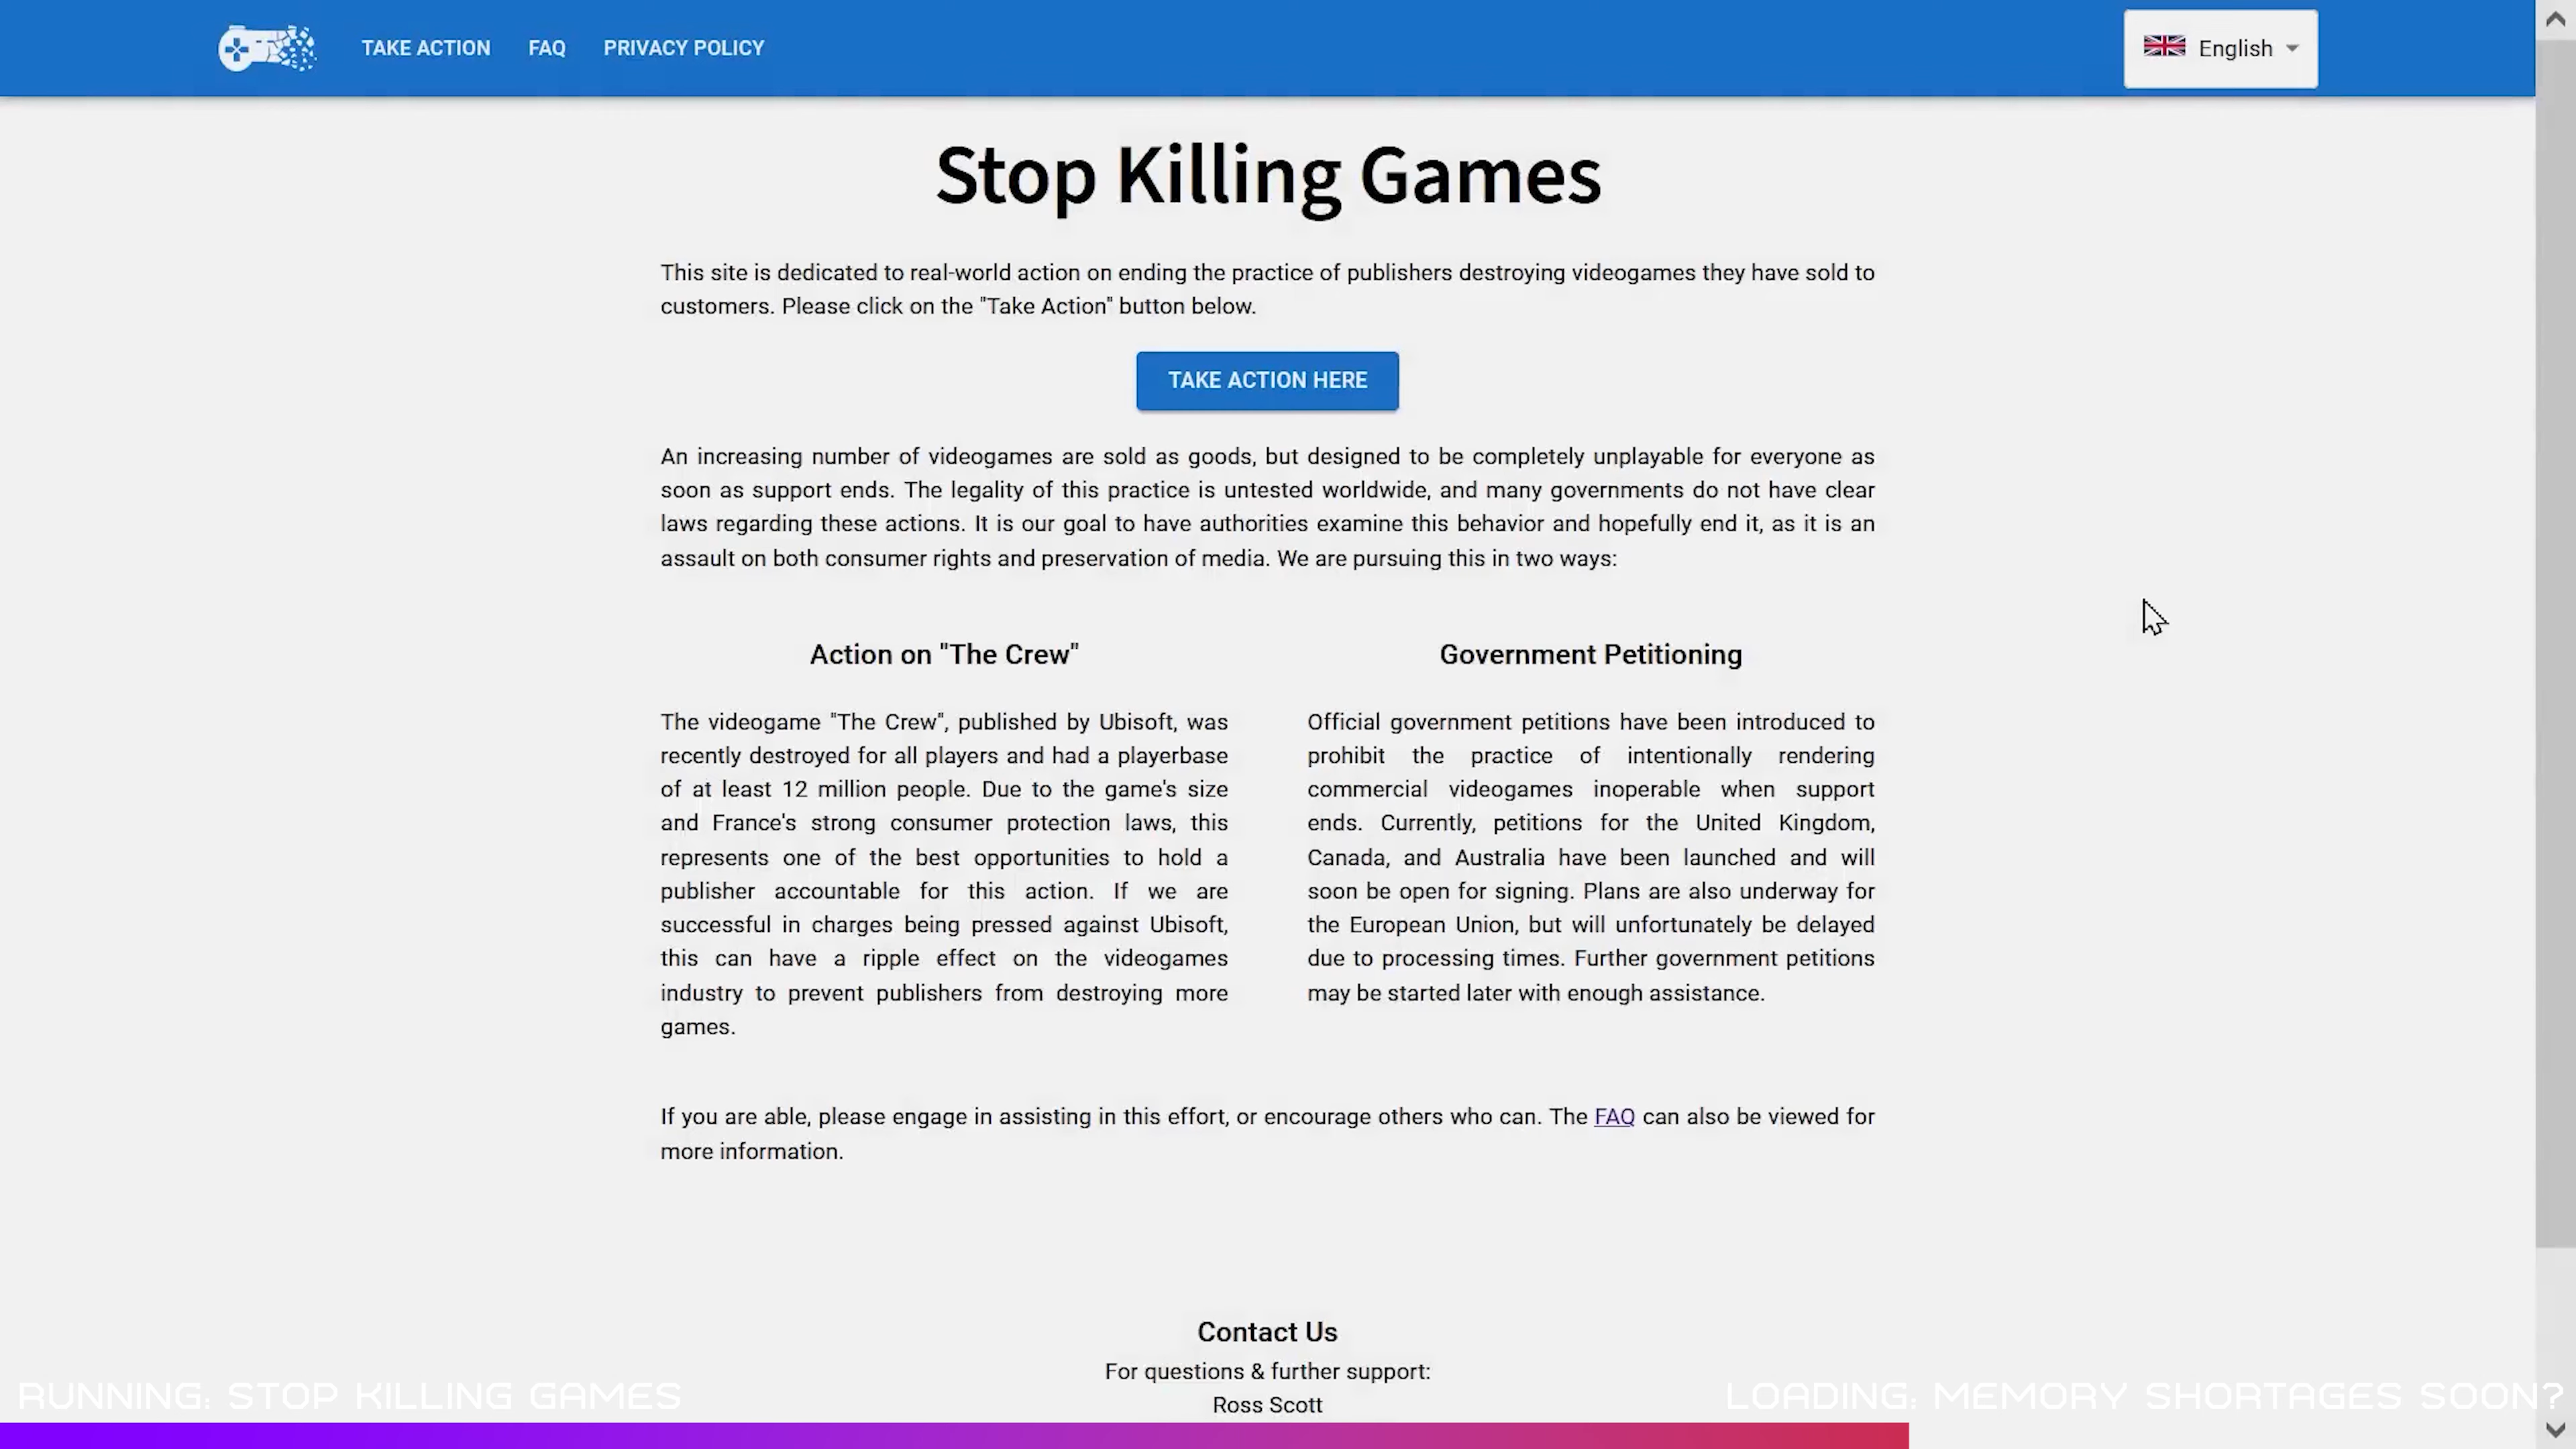 TAKE ACTION FAQ PRIVACY POLICY English
Stop Killing Games
This site is dedicated to real-world action on ending the practice of publishers destroying videogames they have sold to
customers. Please click on the "Take Action" button below.
TAKE ACTION HERE
An increasing number of videogames are sold as goods, but designed to be completely unplayable for everyone as
soon as support ends. The legality of this practice is untested worldwide, and many governments do not have clear
laws regarding these actions. It is our goal to have authorities examine this behavior and hopefully end it, as it is an
assault on both consumer rights and preservation of media. We are pursuing this in two ways:
Action on "The Crew"
The videogame "The Crew", published by Ubisoft, was
recently destroyed for all players and had a playerbase
of at least 12 million people. Due to the game's size
and France's strong consumer protection laws, this
represents one of the best opportunities to hold a
publisher accountable for this action. If we are
successful in charges being pressed against Ubisoft,
this can have a ripple effect on the videogames
industry to prevent publishers from destroying more
games.
Government Petitioning
Official government petitions have been introduced to
prohibit the practice of intentionally rendering
commercial videogames inoperable when support
ends. Currently, petitions for the United Kingdom,
Canada, and Australia have been launched and will
soon be open for signing. Plans are also underway for
the European Union, but will unfortunately be delayed
due to processing times. Further government petitions
may be started later with enough assistance.
If you are able, please engage in assisting in this effort, or encourage others who can. The FAQ can also be viewed for
more information.
Contact Us
For questions & further support:
Ross Scott
RUNNING: STOP KILLING GAMES
LOADING: MEMORY SHORTAGES SOON?